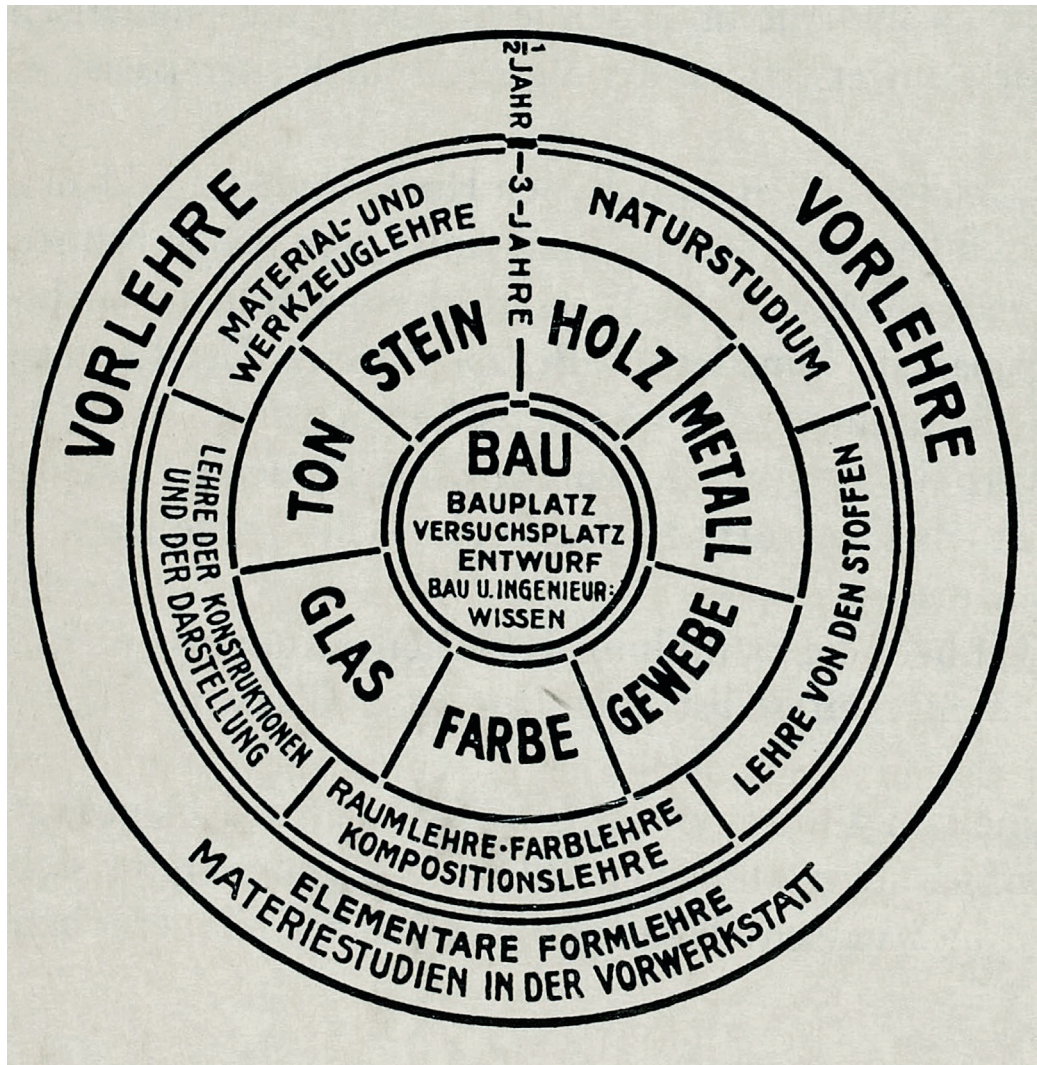 ½ JAHR
-3-JAHRE
VORLEHRE
VORLEHRE
MATERIAL- UND
WERKZEUGLEHRE
NATURSTUDIUM
LEHRE VON DEN STOFFEN
RAUMLEHRE·FARBLEHRE
KOMPOSITIONSLEHRE
LEHRE DER KONSTRUKTIONEN
UND DER DARSTELLUNG
STEIN
HOLZ
METALL
GEWEBE
FARBE
GLAS
TON
BAU
BAUPLATZ
VERSUCHSPLATZ
ENTWURF
BAU U. INGENIEUR:
WISSEN
ELEMENTARE FORMLEHRE
MATERIESTUDIEN IN DER VORWERKSTATT